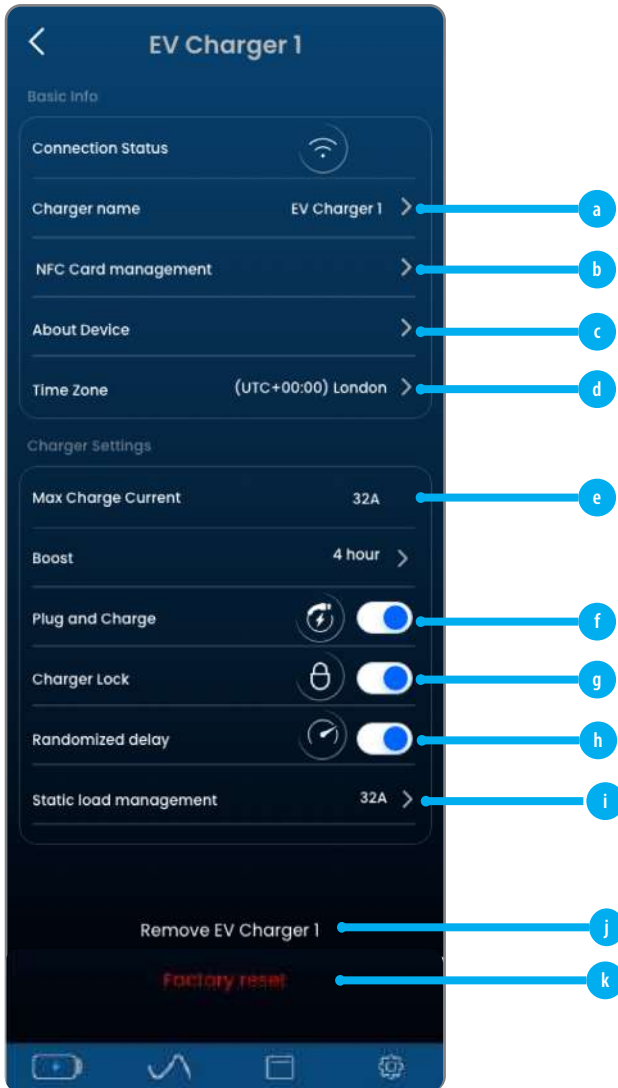 EV Charger 1
Basic Info
Connection Status
Charger name EV Charger 1 a
NFC Card management b
About Device c
Time Zone (UTC+00:00) London d
Charger Settings
Max Charge Current 32A e
Boost 4 hour
Plug and Charge f
Charger Lock g
Randomized delay h
Static load management 32A i
Remove EV Charger 1 j
Factory reset k